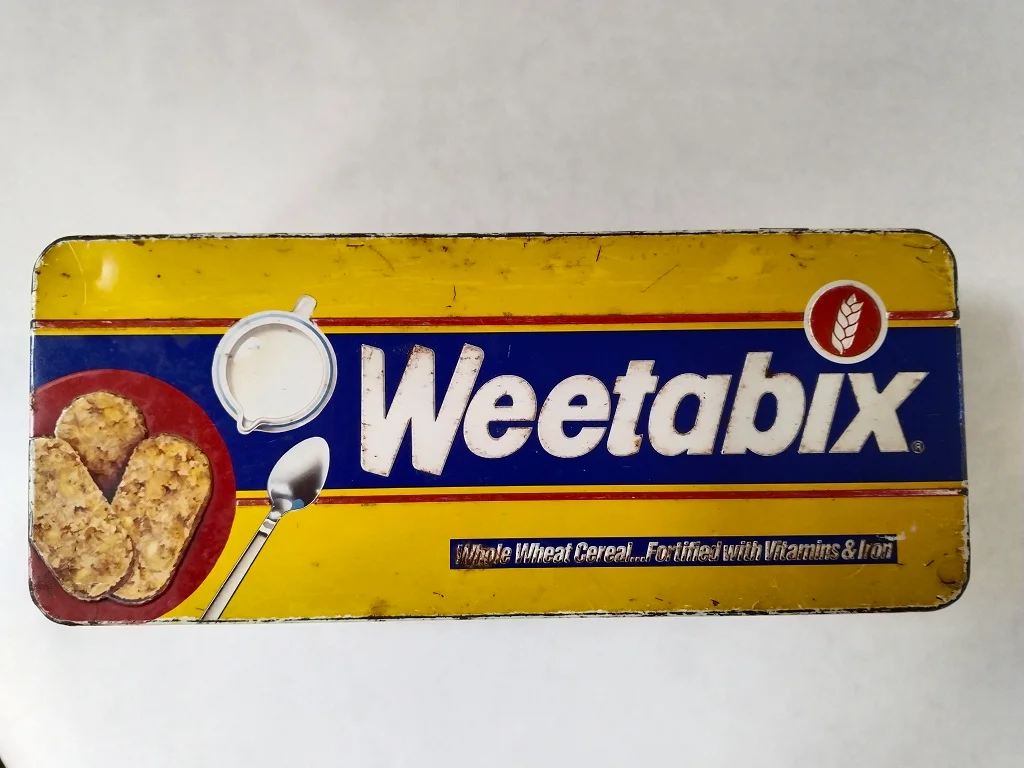 Weetabix®
Whole Wheat Cereal.... Fortified with Vitamins & Iron